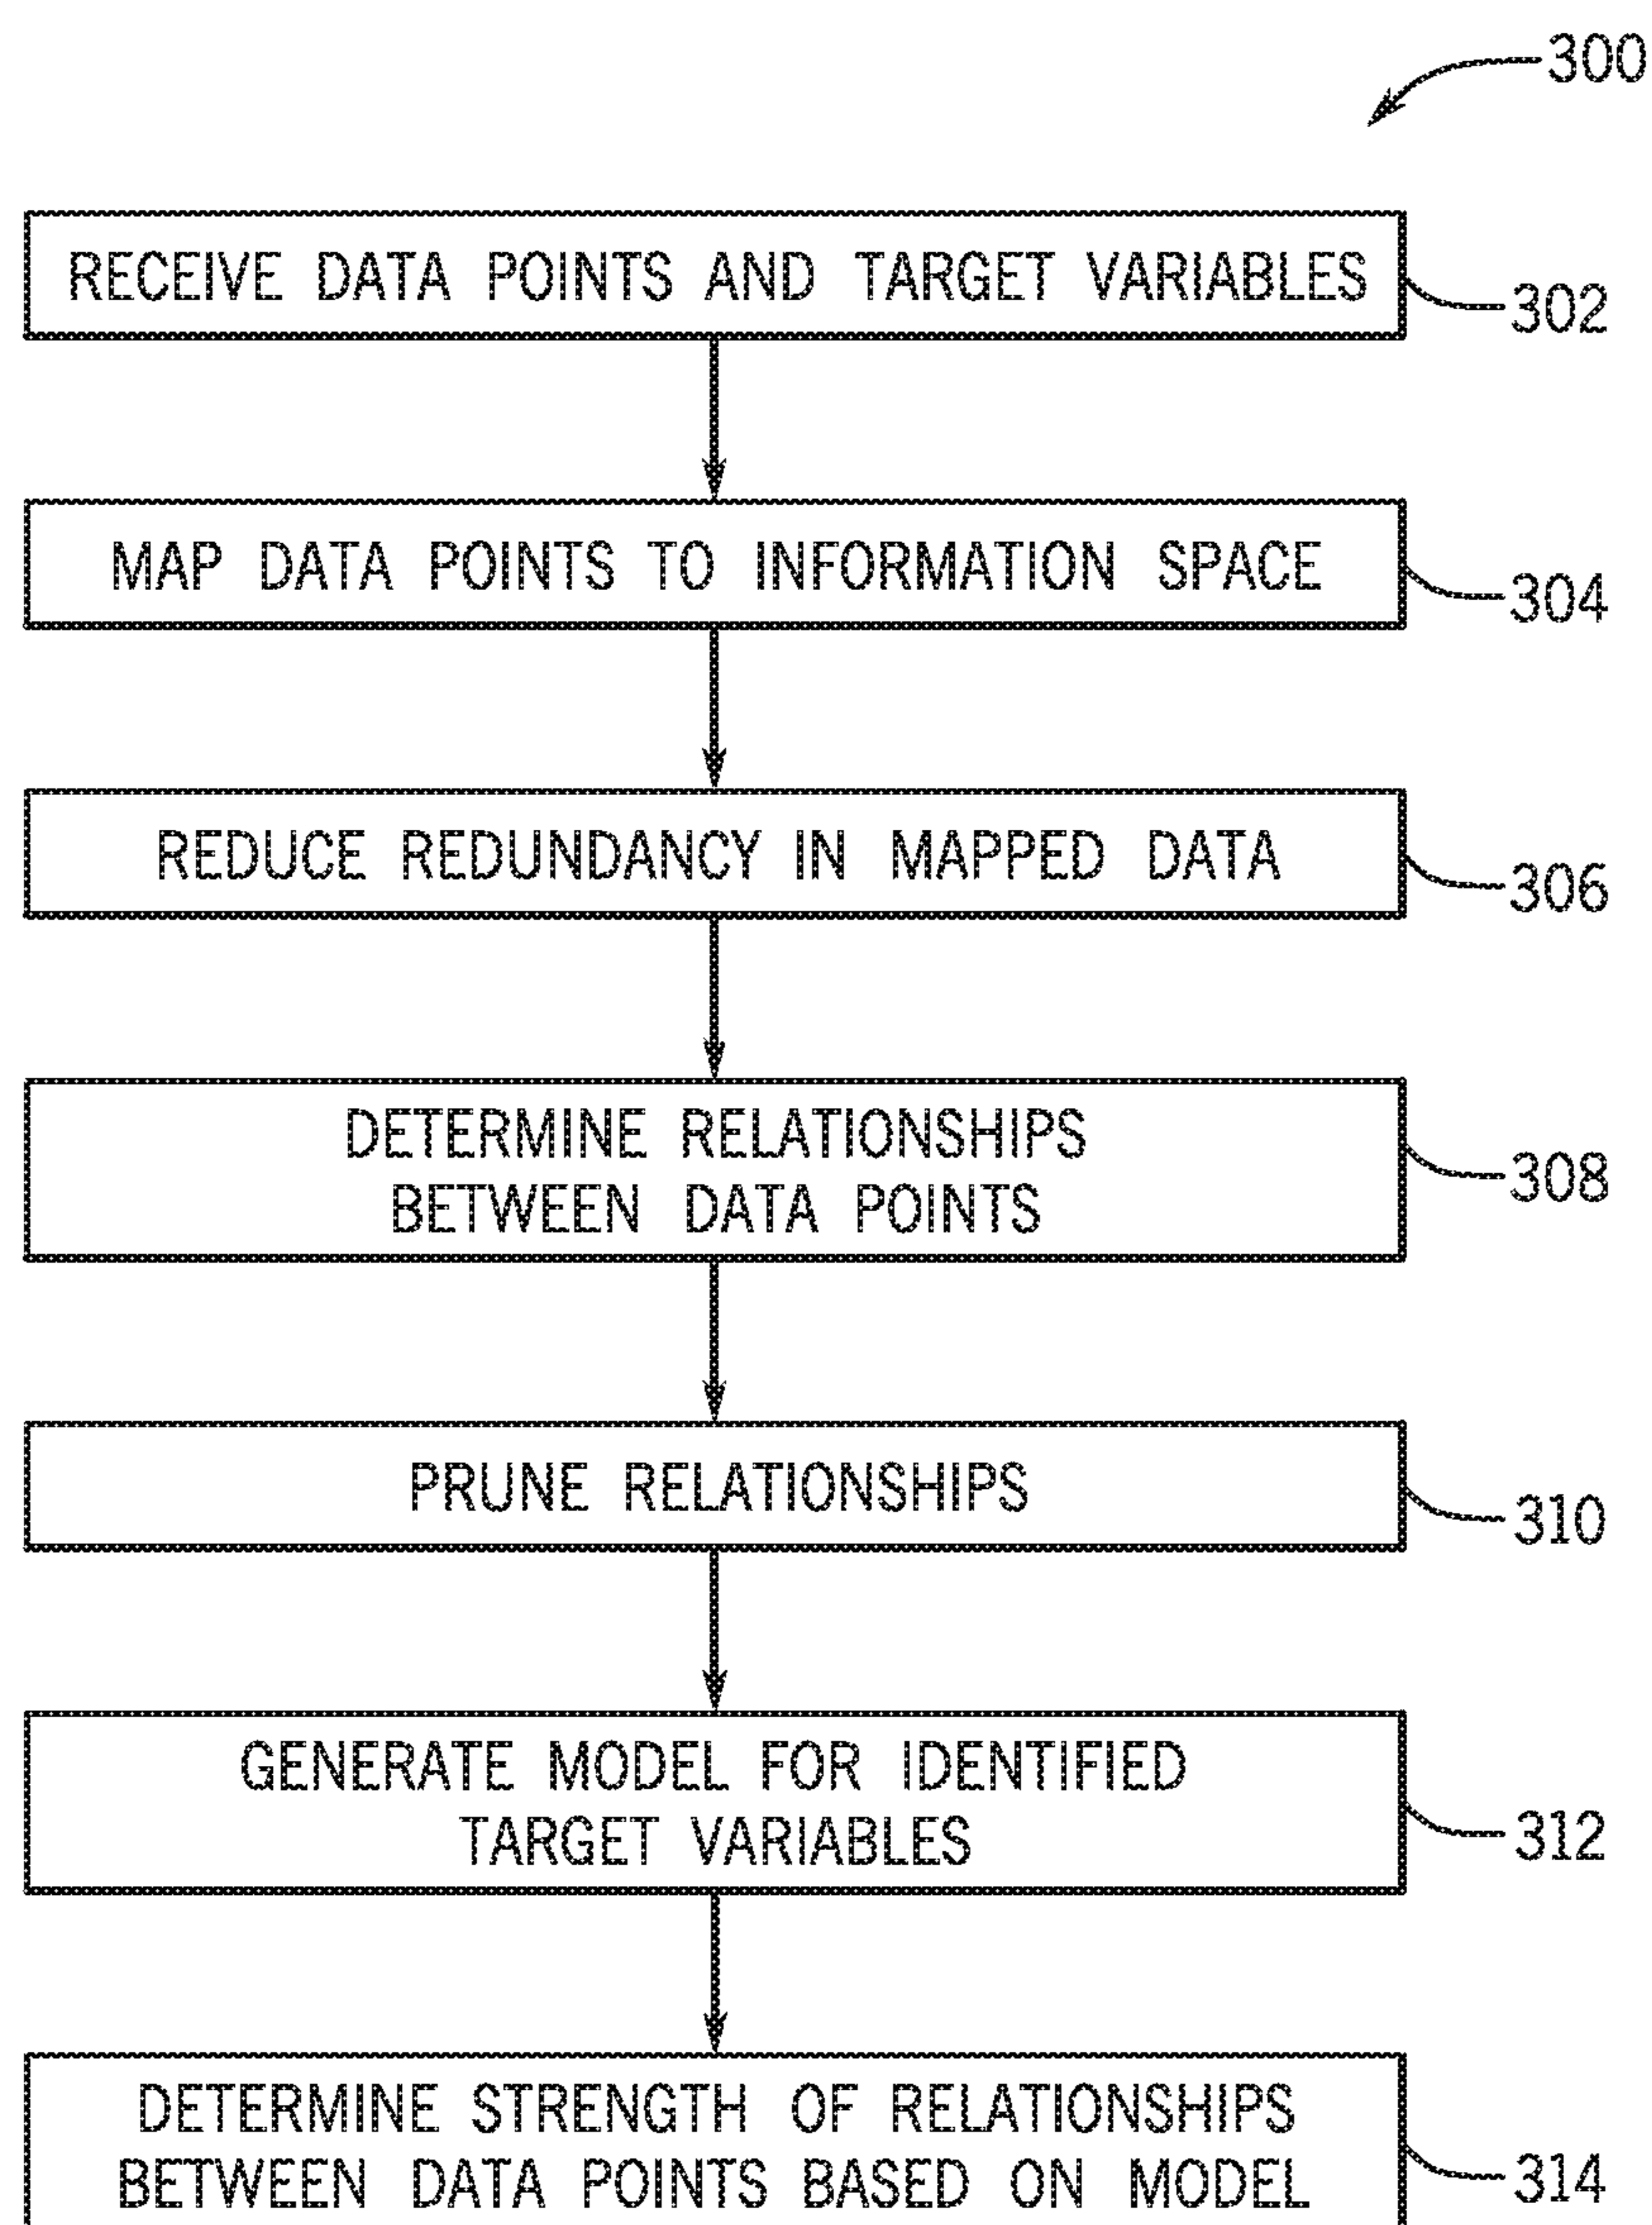 300
RECEIVE DATA POINTS AND TARGET VARIABLES
302
MAP DATA POINTS TO INFORMATION SPACE
304
REDUCE REDUNDANCY IN MAPPED DATA
306
DETERMINE RELATIONSHIPS
BETWEEN DATA POINTS
308
PRUNE RELATIONSHIPS
310
GENERATE MODEL FOR IDENTIFIED
TARGET VARIABLES
312
DETERMINE STRENGTH OF RELATIONSHIPS
BETWEEN DATA POINTS BASED ON MODEL
314